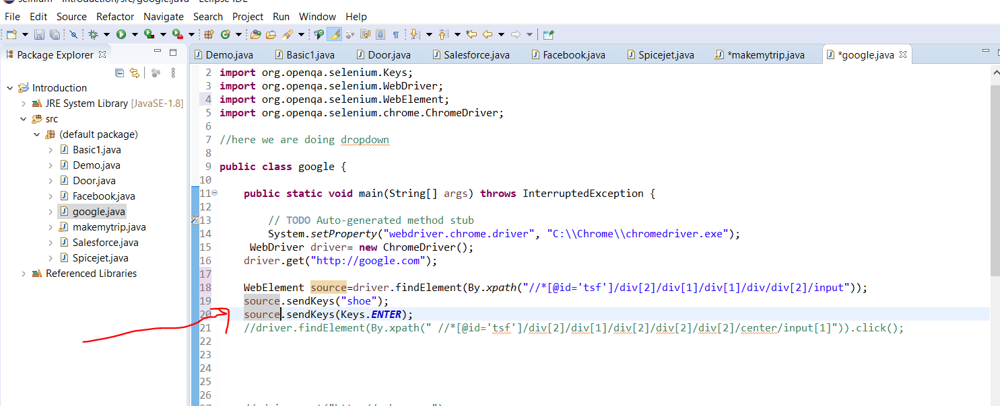 selnium - Introduction/src/google.java - Eclipse IDE
File Edit Source Refactor Navigate Search Project Run Window Help
Package Explorer
Demo.java Basic1.java Door.java Salesforce.java Facebook.java Spicejet.java *makemytrip.java *google.java
Introduction
JRE System Library [JavaSE-1.8]
src
(default package)
Basic1.java
Demo.java
Door.java
Facebook.java
google.java
makemytrip.java
Salesforce.java
Spicejet.java
Referenced Libraries
2 import org.openqa.selenium.Keys;
3 import org.openqa.selenium.WebDriver;
4 import org.openqa.selenium.WebElement;
5 import org.openqa.selenium.chrome.ChromeDriver;
6
7 //here we are doing dropdown
8
9 public class google {
10
11 public static void main(String[] args) throws InterruptedException {
12
13 // TODO Auto-generated method stub
14 System.setProperty("webdriver.chrome.driver", "C:\\Chrome\\chromedriver.exe");
15 WebDriver driver= new ChromeDriver();
16 driver.get("http://google.com");
17
18 WebElement source=driver.findElement(By.xpath("//*[@id='tsf']/div[2]/div[1]/div[1]/div/div[2]/input"));
19 source.sendKeys("shoe");
20 source.sendKeys(Keys.ENTER);
21 //driver.findElement(By.xpath(" //*[@id='tsf']/div[2]/div[1]/div[2]/div[2]/div[2]/center/input[1]")).click();
22
23
24
25
26